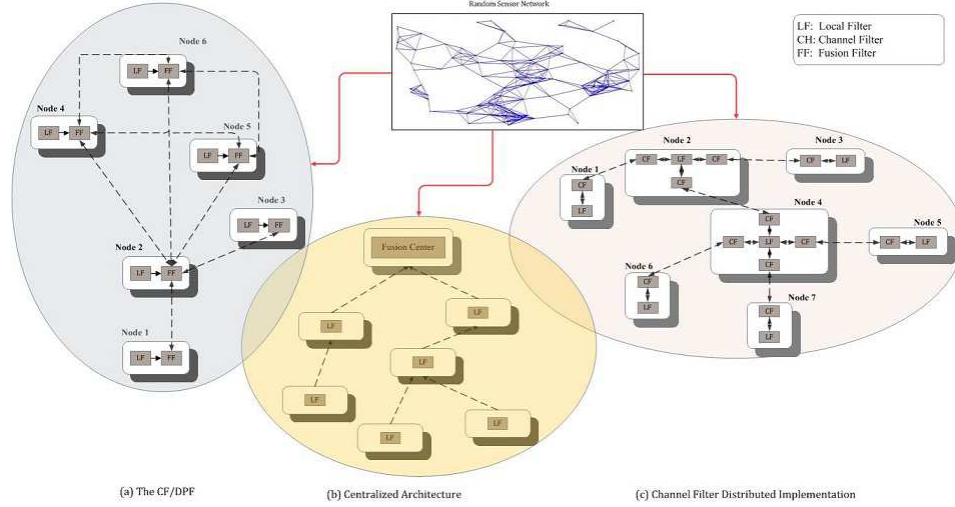 Random Sensor Network
LF: Local Filter
CH: Channel Filter
FF: Fusion Filter
Node 6
LF
FF
Node 4
LF
FF
Node 5
LF
FF
Node 3
LF
FF
Node 2
LF
FF
Node 1
LF
FF
Fusion Center
LF
LF
LF
LF
LF
LF
Node 2
CF
LF
CF
CF
Node 3
CF
LF
Node 1
CF
LF
Node 4
CF
CF
LF
CF
CF
Node 5
CF
LF
Node 6
CF
LF
Node 7
CF
LF
(a) The CF/DPF
(b) Centralized Architecture
(c) Channel Filter Distributed Implementation